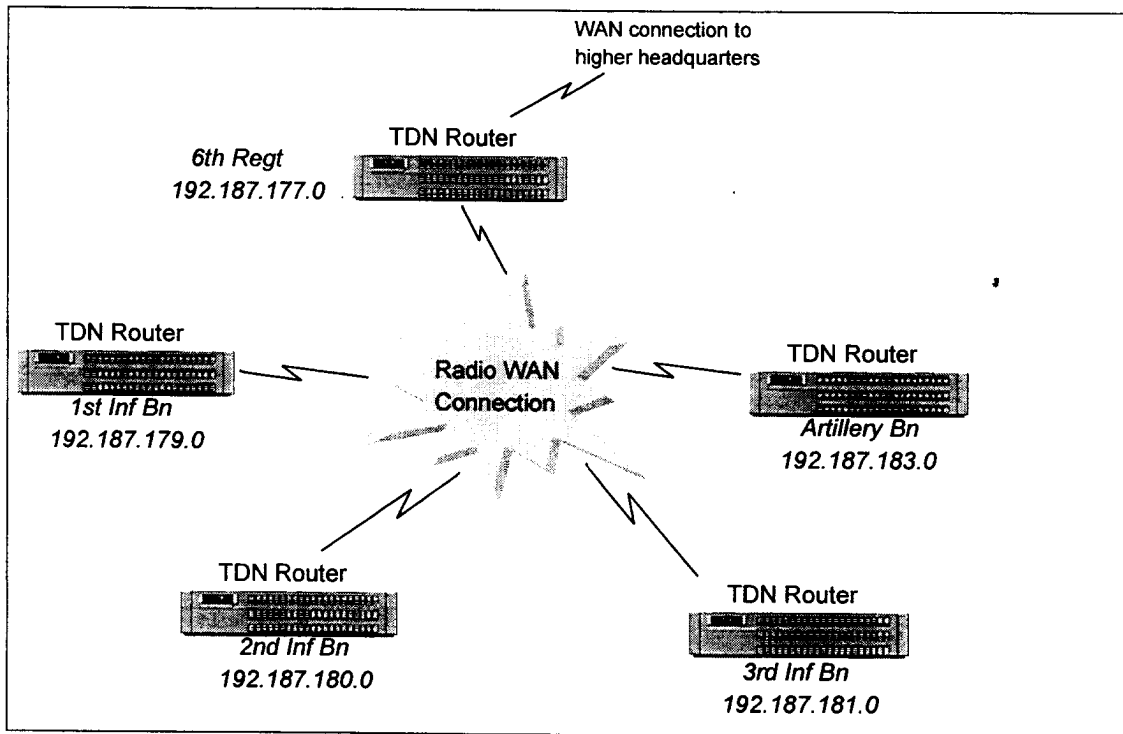 WAN connection to
higher headquarters
TDN Router
6th Regt
192.187.177.0
TDN Router
1st Inf Bn
192.187.179.0
Radio WAN
Connection
TDN Router
Artillery Bn
192.187.183.0
TDN Router
2nd Inf Bn
192.187.180.0
TDN Router
3rd Inf Bn
192.187.181.0